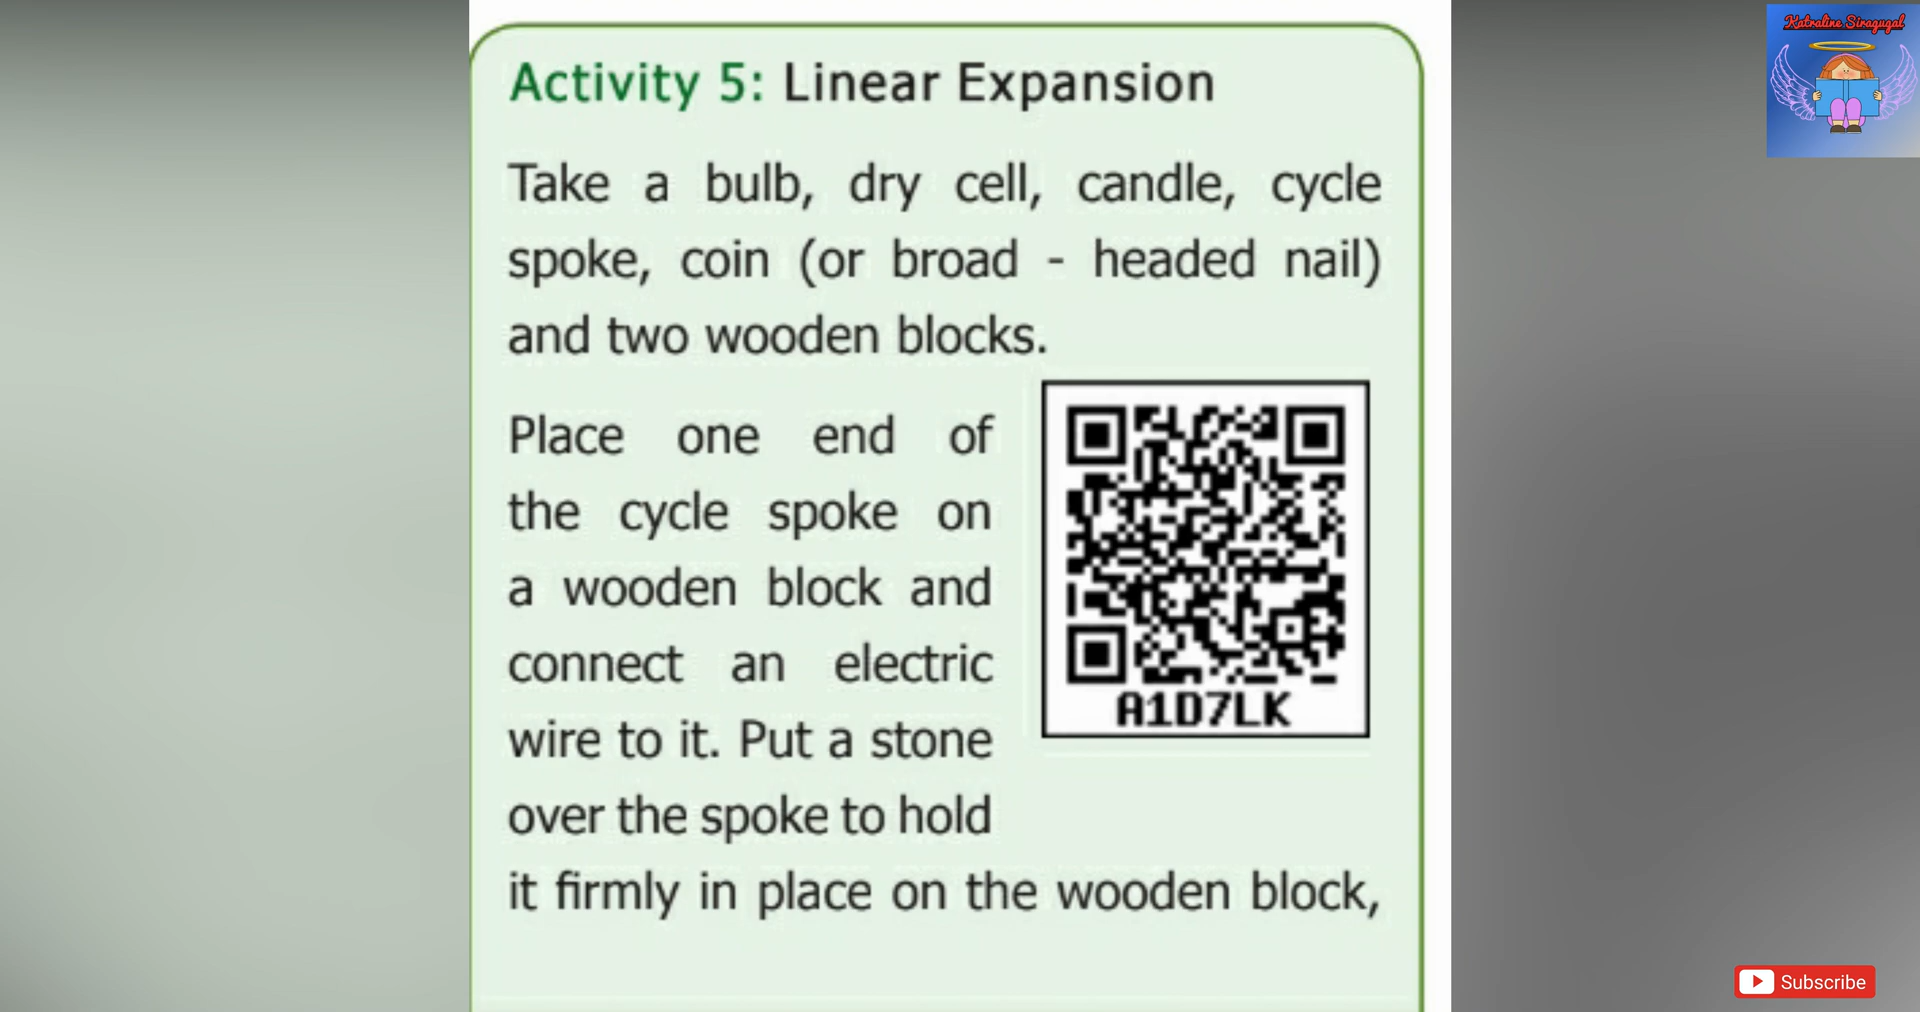 Katraline Siragugal
Activity 5: Linear Expansion
Take a bulb, dry cell, candle, cycle
spoke, coin (or broad - headed nail)
and two wooden blocks.
Place one end of
the cycle spoke on
a wooden block and
connect an electric
wire to it. Put a stone
over the spoke to hold
it firmly in place on the wooden block,
A1D7LK
Subscribe